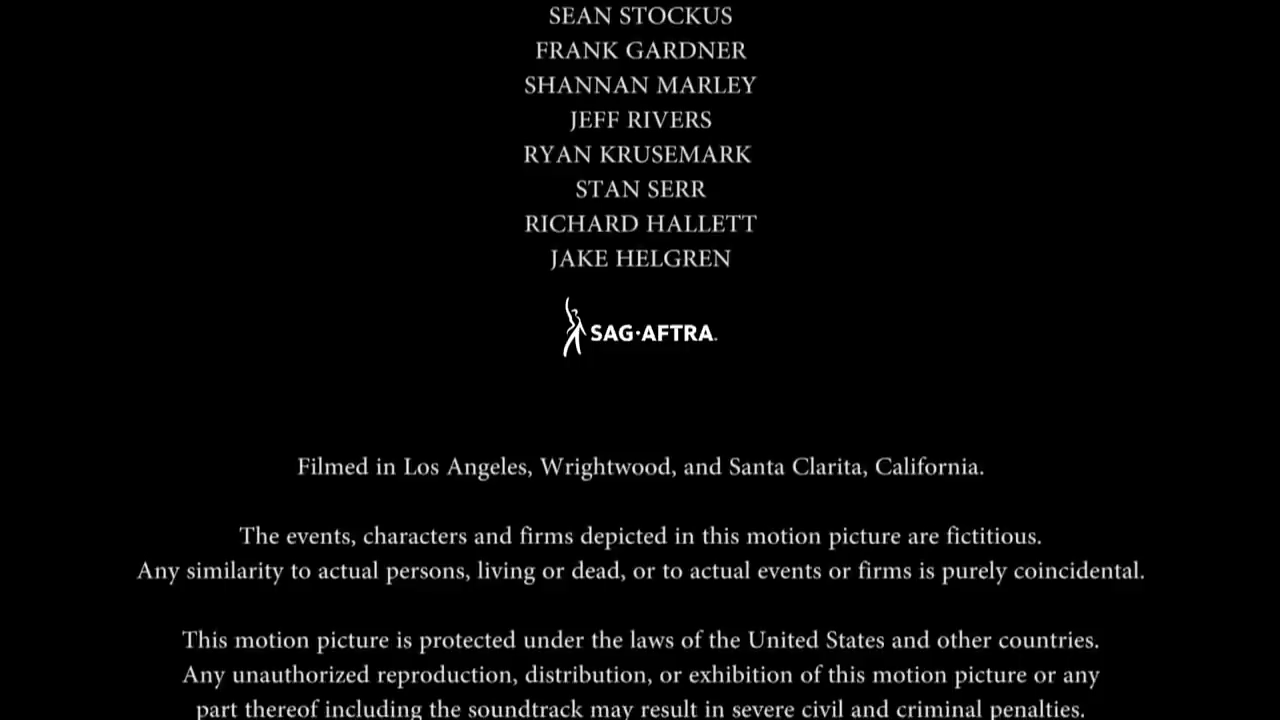 SEAN STOCKUS
FRANK GARDNER
SHANNAN MARLEY
JEFF RIVERS
RYAN KRUSEMARK
STAN SERR
RICHARD HALLETT
JAKE HELGREN
SAG·AFTRA
Filmed in Los Angeles, Wrightwood, and Santa Clarita, California.
The events, characters and firms depicted in this motion picture are fictitious.
Any similarity to actual persons, living or dead, or to actual events or firms is purely coincidental.
This motion picture is protected under the laws of the United States and other countries.
Any unauthorized reproduction, distribution, or exhibition of this motion picture or any
part thereof including the soundtrack may result in severe civil and criminal penalties.